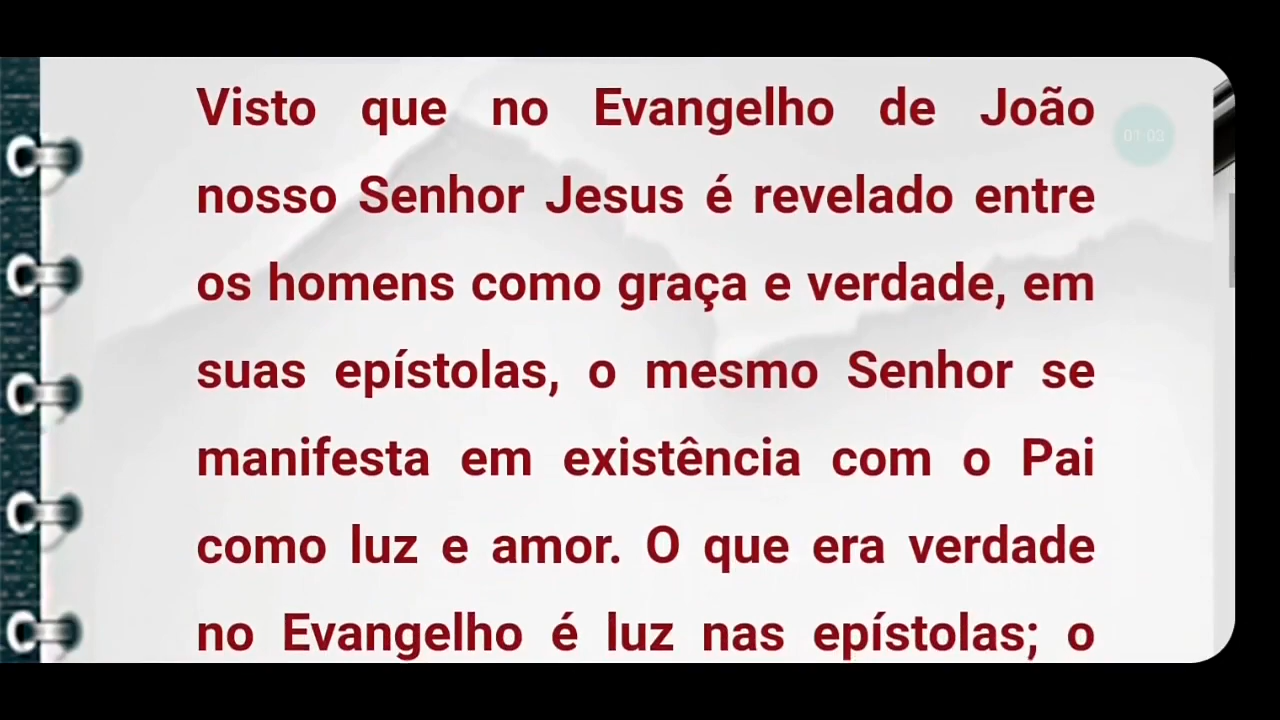 Visto que no Evangelho de João
nosso Senhor Jesus é revelado entre
os homens como graça e verdade, em
suas epístolas, o mesmo Senhor se
manifesta em existência com o Pai
como luz e amor. O que era verdade
no Evangelho é luz nas epístolas; o
01:03